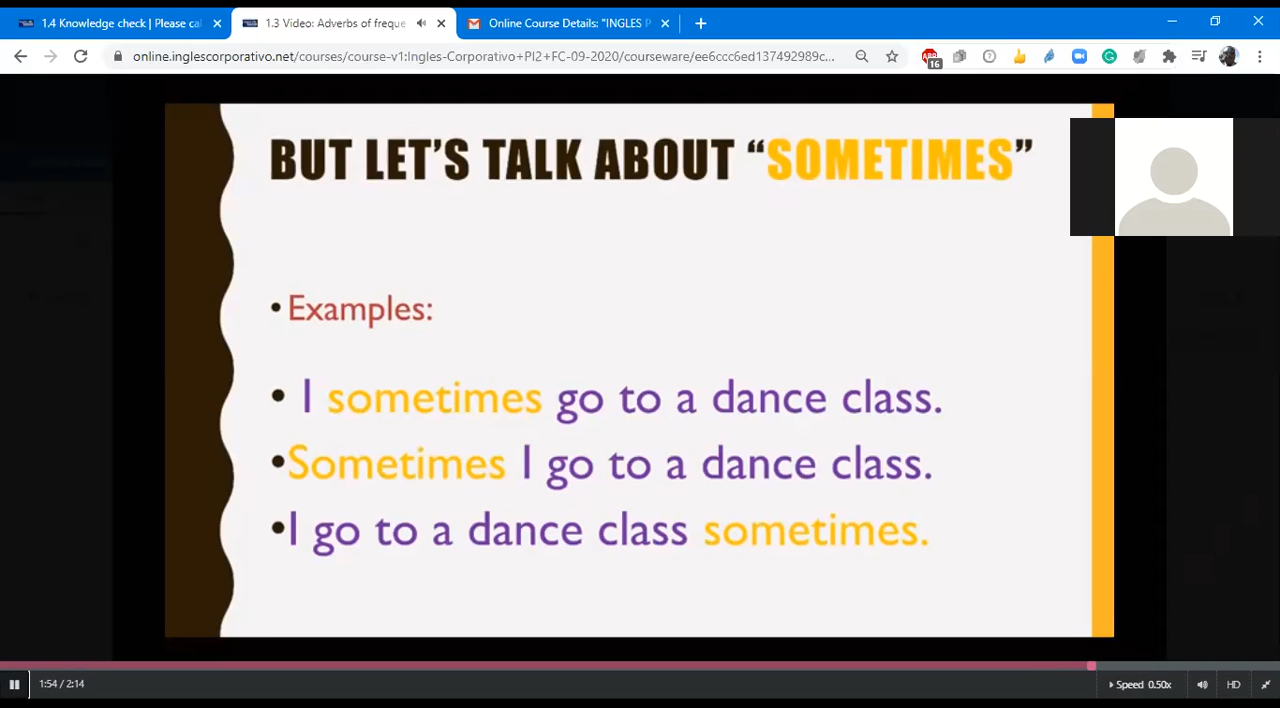 1.4 Knowledge check | Please cal
1.3 Video: Adverbs of freque
Online Course Details: "INGLES P
online.inglescorporativo.net/courses/course-v1:Ingles-Corporativo+PI2+FC-09-2020/courseware/ee6ccc6ed137492989c...
16
BUT LET'S TALK ABOUT “SOMETIMES”
• Examples:
• I sometimes go to a dance class.
•Sometimes I go to a dance class.
•I go to a dance class sometimes.
1:54 / 2:14
Speed 0.50x
HD